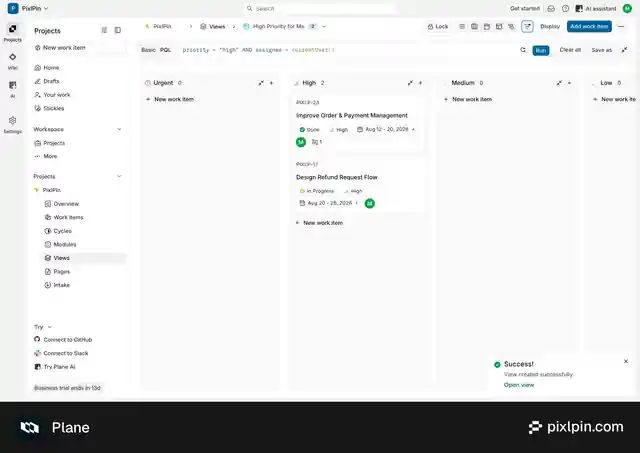 PixlPin
Search
Get started
AI assistant
M
Projects
Wiki
AI
Settings
Projects
New work item
Home
Drafts
Your work
Stickies
Workspace
Projects
More
Projects
PixlPin
Overview
Work items
Cycles
Modules
Views
Pages
Intake
Try
Connect to GitHub
Connect to Slack
Try Plane AI
Business trial ends in 13d
PixlPin > Views > High Priority for Me 2
Lock
Display
Add work item
Basic PQL priority = "high" AND assignee = currentUser()
Run
Clear all
Save as
Urgent 0
+ New work item
High 2
PIXLP-23
Improve Order & Payment Management
Done
High
Aug 12 - 20, 2026
M
1
Design Refund Request Flow
In Progress
High
Aug 20 - 28, 2026
M
+ New work item
Medium 0
+ New work item
Low 0
+ New work item
Success!
View created successfully.
Open view
Plane
pixlpin.com